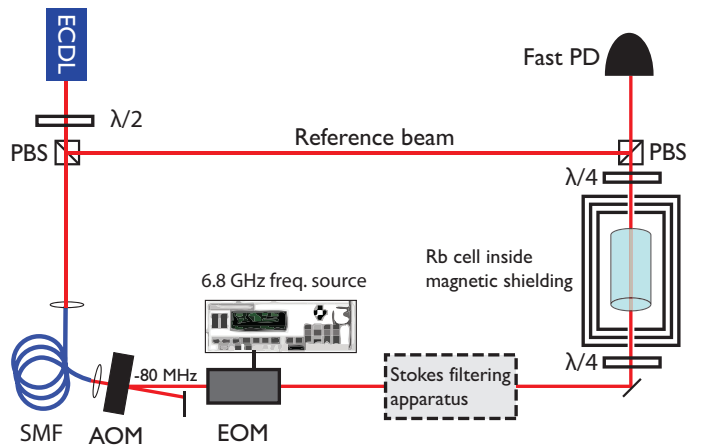 ECDL
Fast PD
λ/2
Reference beam
PBS
PBS
λ/4
Rb cell inside
magnetic shielding
6.8 GHz freq. source
λ/4
-80 MHz
Stokes filtering
apparatus
SMF
AOM
EOM